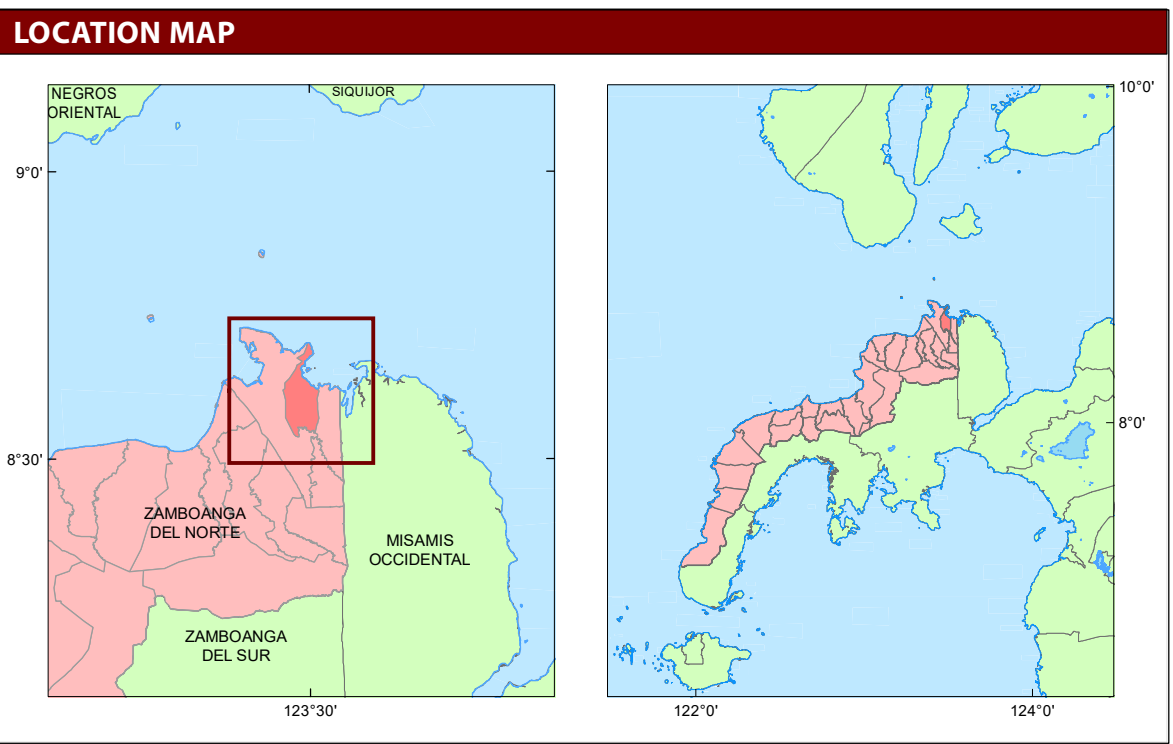 LOCATION MAP
NEGROS
ORIENTAL
SIQUIJOR
9°0'
8°30'
ZAMBOANGA
DEL NORTE
MISAMIS
OCCIDENTAL
ZAMBOANGA
DEL SUR
123°30'
10°0'
8°0'
122°0'
124°0'